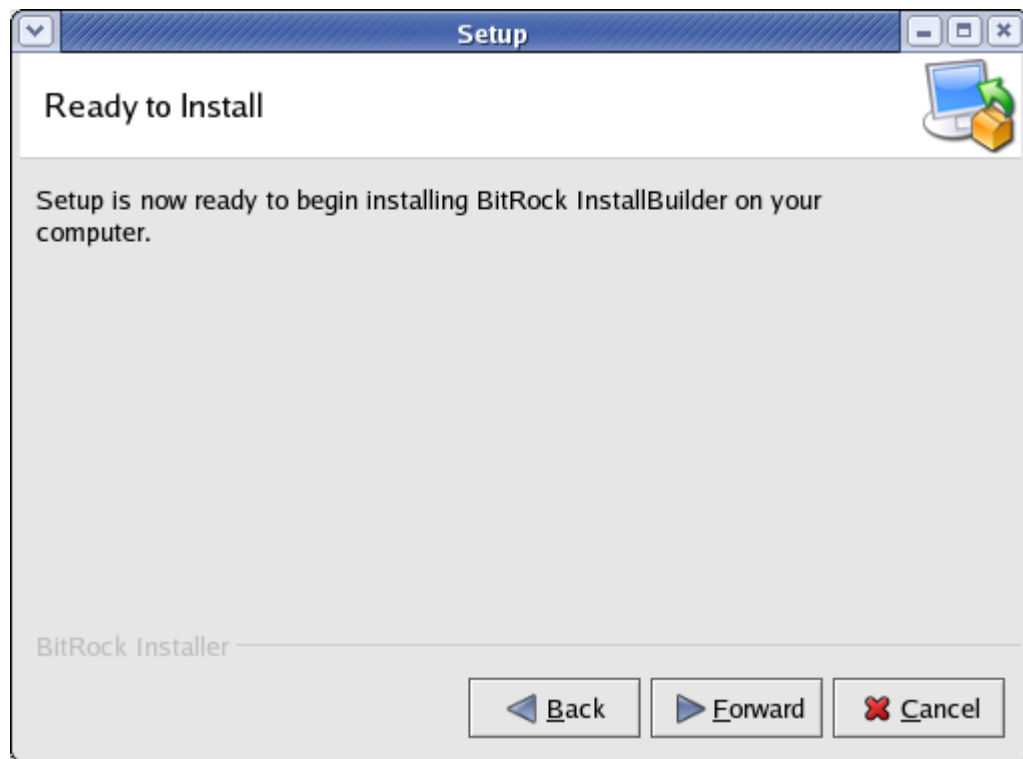 Setup
Ready to Install
Setup is now ready to begin installing BitRock InstallBuilder on your
computer.
BitRock Installer
Back
Forward
Cancel